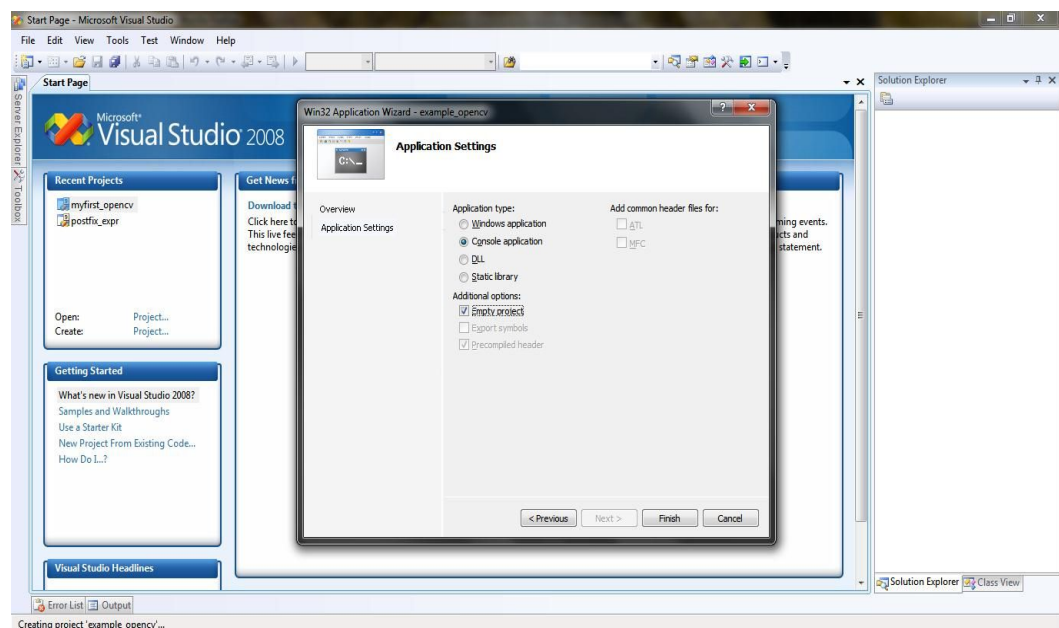 Start Page - Microsoft Visual Studio
File Edit View Tools Test Window Help
Start Page
Solution Explorer
Server Explorer
Toolbox
Microsoft
Visual Studio 2008
Recent Projects
myfirst_opencv
postfix_expr
Open: Project...
Create: Project...
Getting Started
What's new in Visual Studio 2008?
Samples and Walkthroughs
Use a Starter Kit
New Project From Existing Code...
How Do I...?
Visual Studio Headlines
Get News f
Download t
Click here to
This live fee
technologie
ming events.
cts and
statement.
Win32 Application Wizard - example_opencv
C:\_
Application Settings
Overview
Application Settings
Application type:
Windows application
Console application
DLL
Static library
Additional options:
Empty project
Export symbols
Precompiled header
Add common header files for:
ATL
MFC
< Previous Next > Finish Cancel
Solution Explorer Class View
Error List Output
Creating project 'example_opencv'...